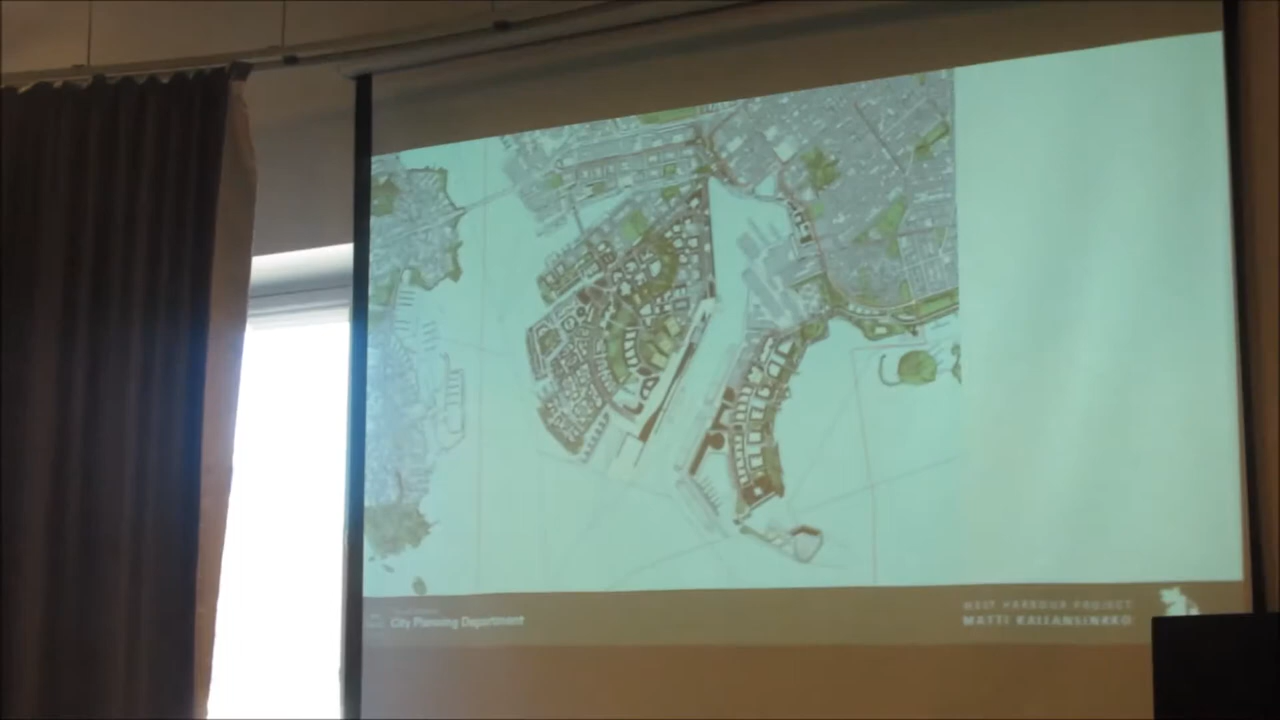 City Planning Department
WEST HARBOUR PROJECT
MATTI KAIJANSINKKO